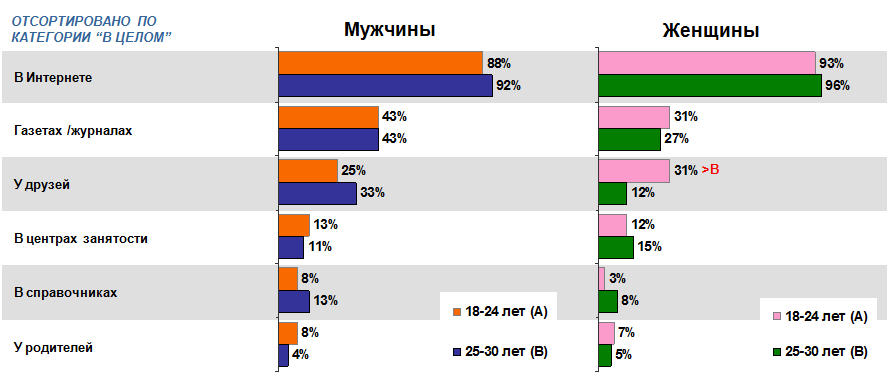 ОТСОРТИРОВАНО ПО
КАТЕГОРИИ “В ЦЕЛОМ”
Мужчины
Женщины
В Интернете
88%
92%
93%
96%
Газетах /журналах
43%
43%
31%
27%
У друзей
25%
33%
31% >B
12%
В центрах занятости
13%
11%
12%
15%
В справочниках
8%
13%
3%
8%
У родителей
8%
4%
7%
5%
18-24 лет (A)
25-30 лет (B)
18-24 лет (A)
25-30 лет (B)